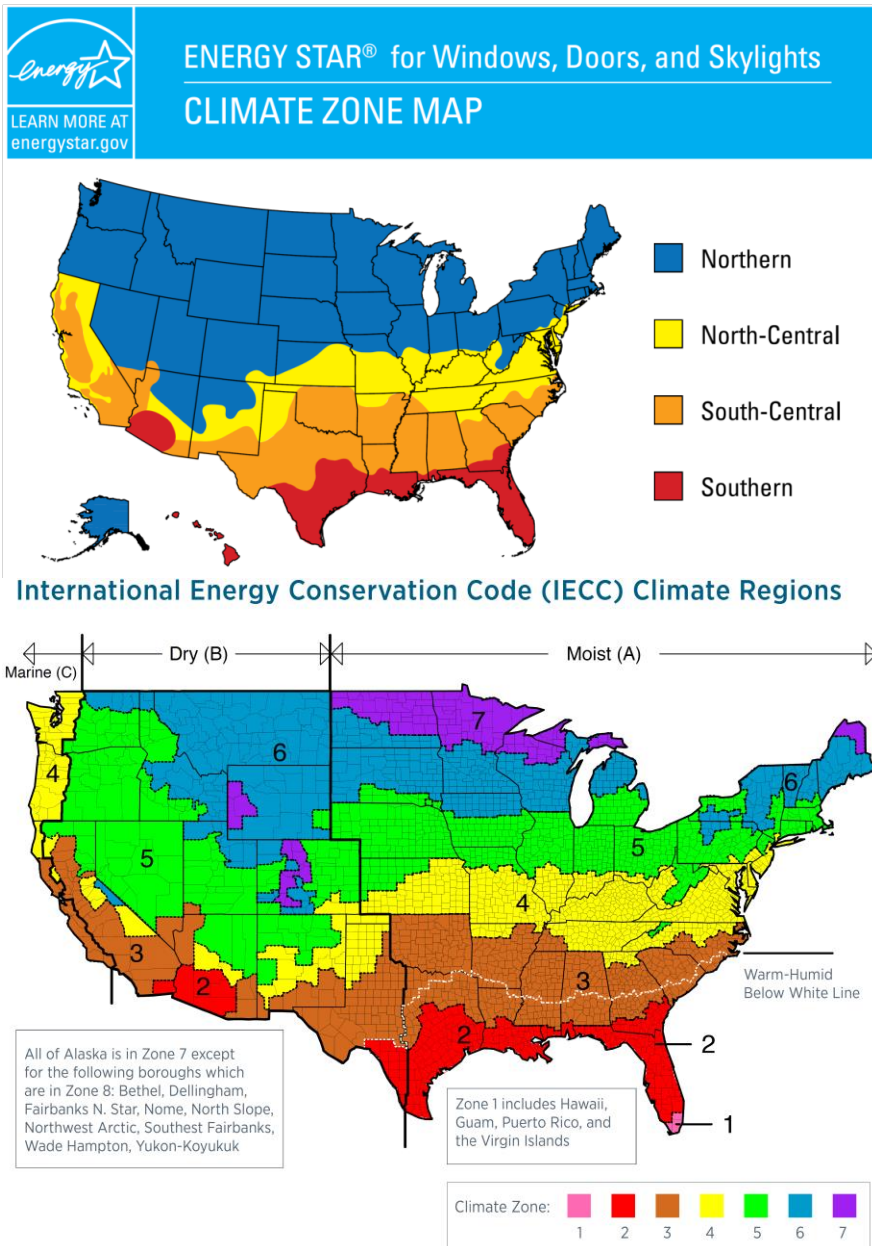 energy
LEARN MORE AT
energystar.gov
ENERGY STAR® for Windows, Doors, and Skylights
CLIMATE ZONE MAP
Northern
North-Central
South-Central
Southern
International Energy Conservation Code (IECC) Climate Regions
Marine (C)
Dry (B)
Moist (A)
7
6
6
4
5
5
4
3
3
2
2
Warm-Humid
Below White Line
2
1
All of Alaska is in Zone 7 except
for the following boroughs which
are in Zone 8: Bethel, Dellingham,
Fairbanks N. Star, Nome, North Slope,
Northwest Arctic, Southest Fairbanks,
Wade Hampton, Yukon-Koyukuk
Zone 1 includes Hawaii,
Guam, Puerto Rico, and
the Virgin Islands
Climate Zone:
1 2 3 4 5 6 7